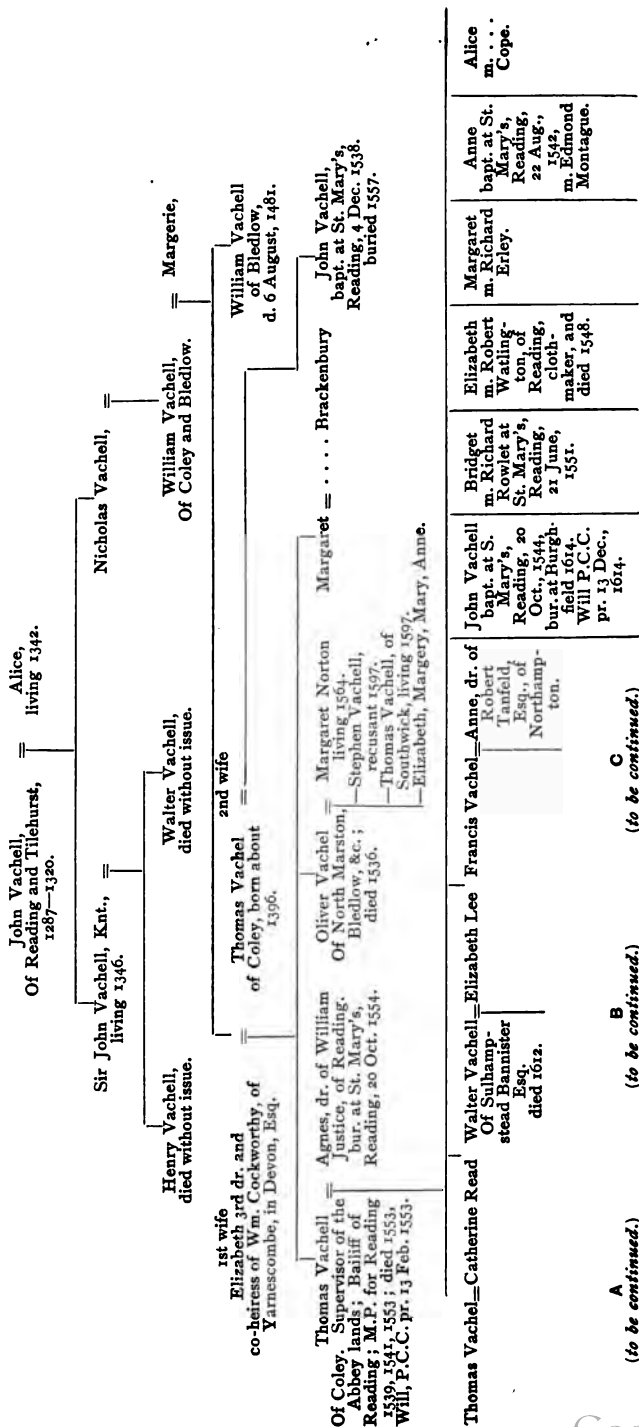 John Vachell,
Of Reading and Tilehurst,
1287—1320.
=
Alice,
living 1342.
Sir John Vachell, Knt.,
living 1346.
=
Nicholas Vachell,
=
Henry Vachell,
died without issue.
Walter Vachell,
died without issue.
William Vachell,
Of Coley and Bledlow.
=
Margerie,
1st wife
Elizabeth 3rd dr. and
co-heiress of Wm. Cockworthy, of
Yarnescombe, in Devon, Esq.
=
Thomas Vachel
of Coley, born about
1396.
2nd wife
=
William Vachell
of Bledlow,
d. 6 August, 1481.
Thomas Vachell
Of Coley. Supervisor of the
Abbey lands; Bailiff of
Reading; M.P. for Reading
1539, 1541, 1553; died 1553,
Will, P.C.C. pr. 13 Feb. 1553.
=
Agnes, dr. of William
Justice, of Reading.
bur. at St. Mary's,
Reading, 20 Oct. 1554.
Oliver Vachel
Of North Marston,
Bledlow, &c.;
died 1536.
=
Margaret Norton
living 1564.
—Stephen Vachell,
recusant 1597.
—Thomas Vachell, of
Southwick, living 1597.
—Elizabeth, Margery, Mary, Anne.
Margaret = . . . . Brackenbury
John Vachell,
bapt. at St. Mary's,
Reading, 4 Dec. 1538.
buried 1557.
Thomas Vachel=Catherine Read
Walter Vachell=Elizabeth Lee
Of Sulhamp-
stead Bannister
Esq.
died 1612.
Francis Vachel=Anne, dr. of
Robert
Tanfeld,
Esq., of
Northamp-
ton.
John Vachell
bapt. at S.
Mary's,
Reading, 20
Oct., 1544,
bur. at Burgh-
field 1614.
Will P.C.C.
pr. 13 Dec.,
1614.
Bridget
m. Richard
Rowlet at
St. Mary's,
Reading,
21 June,
1551.
Elizabeth
m. Robert
Watling-
ton, of
Reading,
cloth-
maker, and
died 1548.
Margaret
m. Richard
Erley.
Anne
bapt. at St.
Mary's,
Reading,
22 Aug.,
1542,
m. Edmond
Montague.
Alice
m. . . . .
Cope.
A
(to be continued.)
B
(to be continued.)
C
(to be continued.)